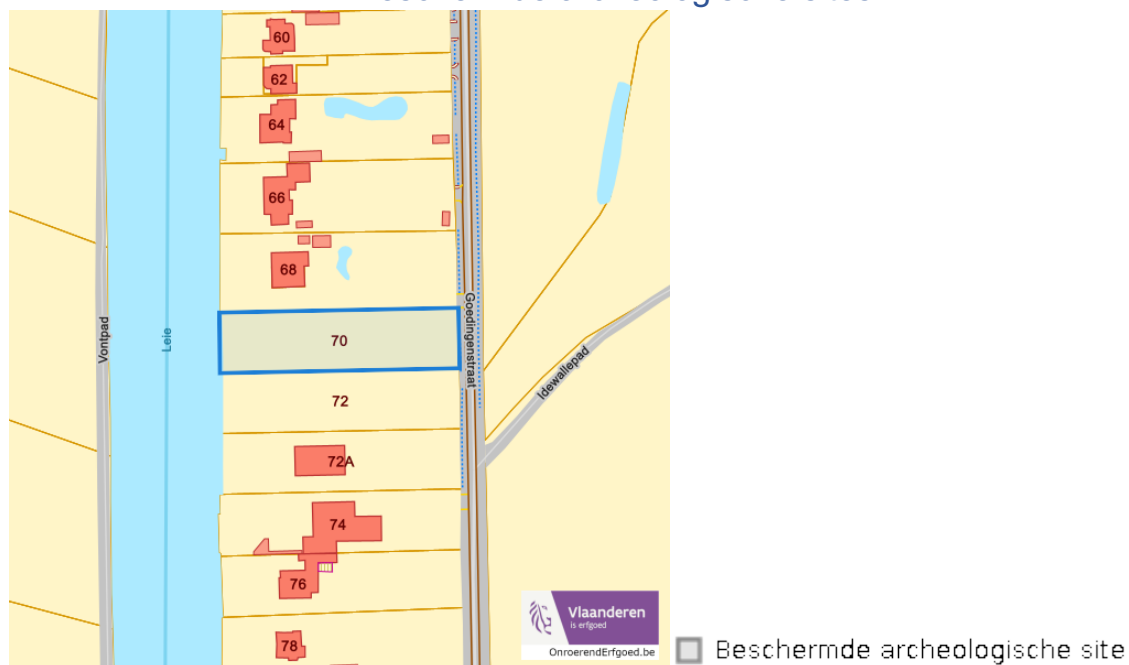 60
62
64
66
68
Vontpad
Leie
70
Goedingenstraat
Idewallepad
72
72A
74
76
78
Vlaanderen
is erfgoed
OnroerendErfgoed.be
Beschermde archeologische site